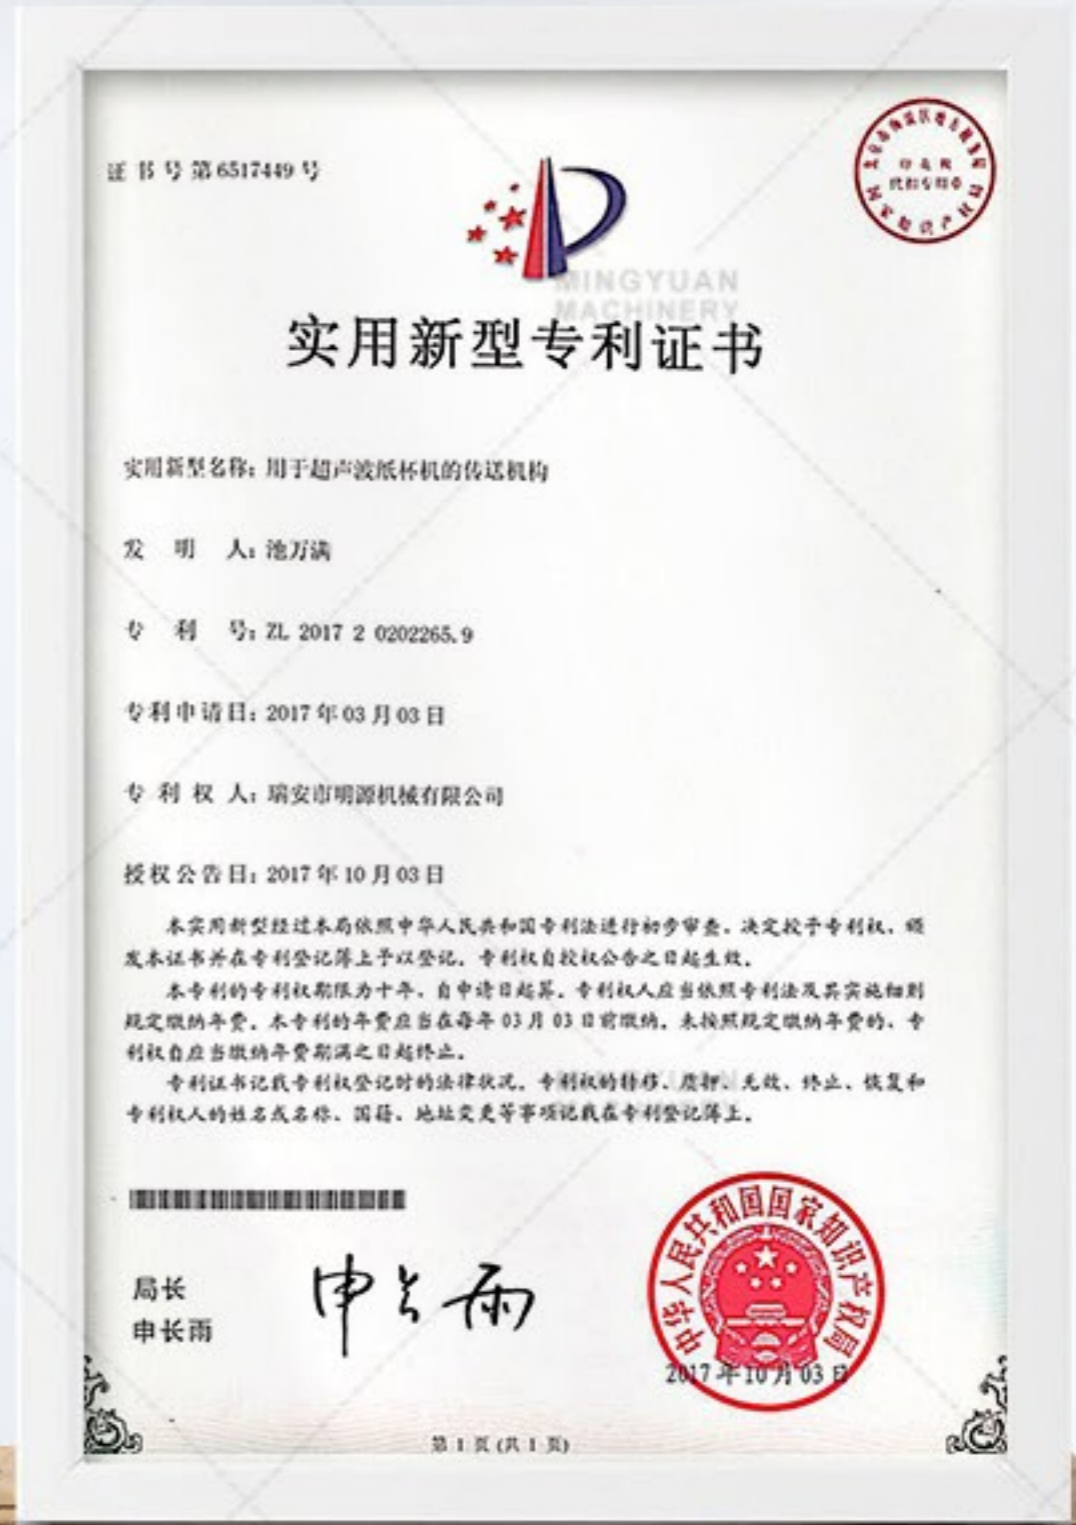 证书号第6517449号
MINGYUAN
MACHINERY
实用新型专利证书
实用新型名称：用于超声波纸杯机的传送机构
发明人：池万满
专利号：ZL 2017 2 0202265.9
专利申请日：2017年03月03日
专利权人：瑞安市明源机械有限公司
授权公告日：2017年10月03日
本实用新型经过本局依照中华人民共和国专利法进行初步审查，决定授予专利权，颁
发本证书并在专利登记簿上予以登记。专利权自授权公告之日起生效。
本专利的专利权期限为十年，自申请日起算。专利权人应当依照专利法及其实施细则
规定缴纳年费。本专利的年费应当在每年03月03日前缴纳。未按照规定缴纳年费的，专
利权自应当缴纳年费期满之日起终止。
专利证书记载专利权登记时的法律状况。专利权的转移、质押、无效、终止、恢复和
专利权人的姓名或名称、国籍、地址变更等事项记载在专利登记簿上。
局长
申长雨
申长雨
中华人民共和国国家知识产权局
2017年10月03日
第1页(共1页)